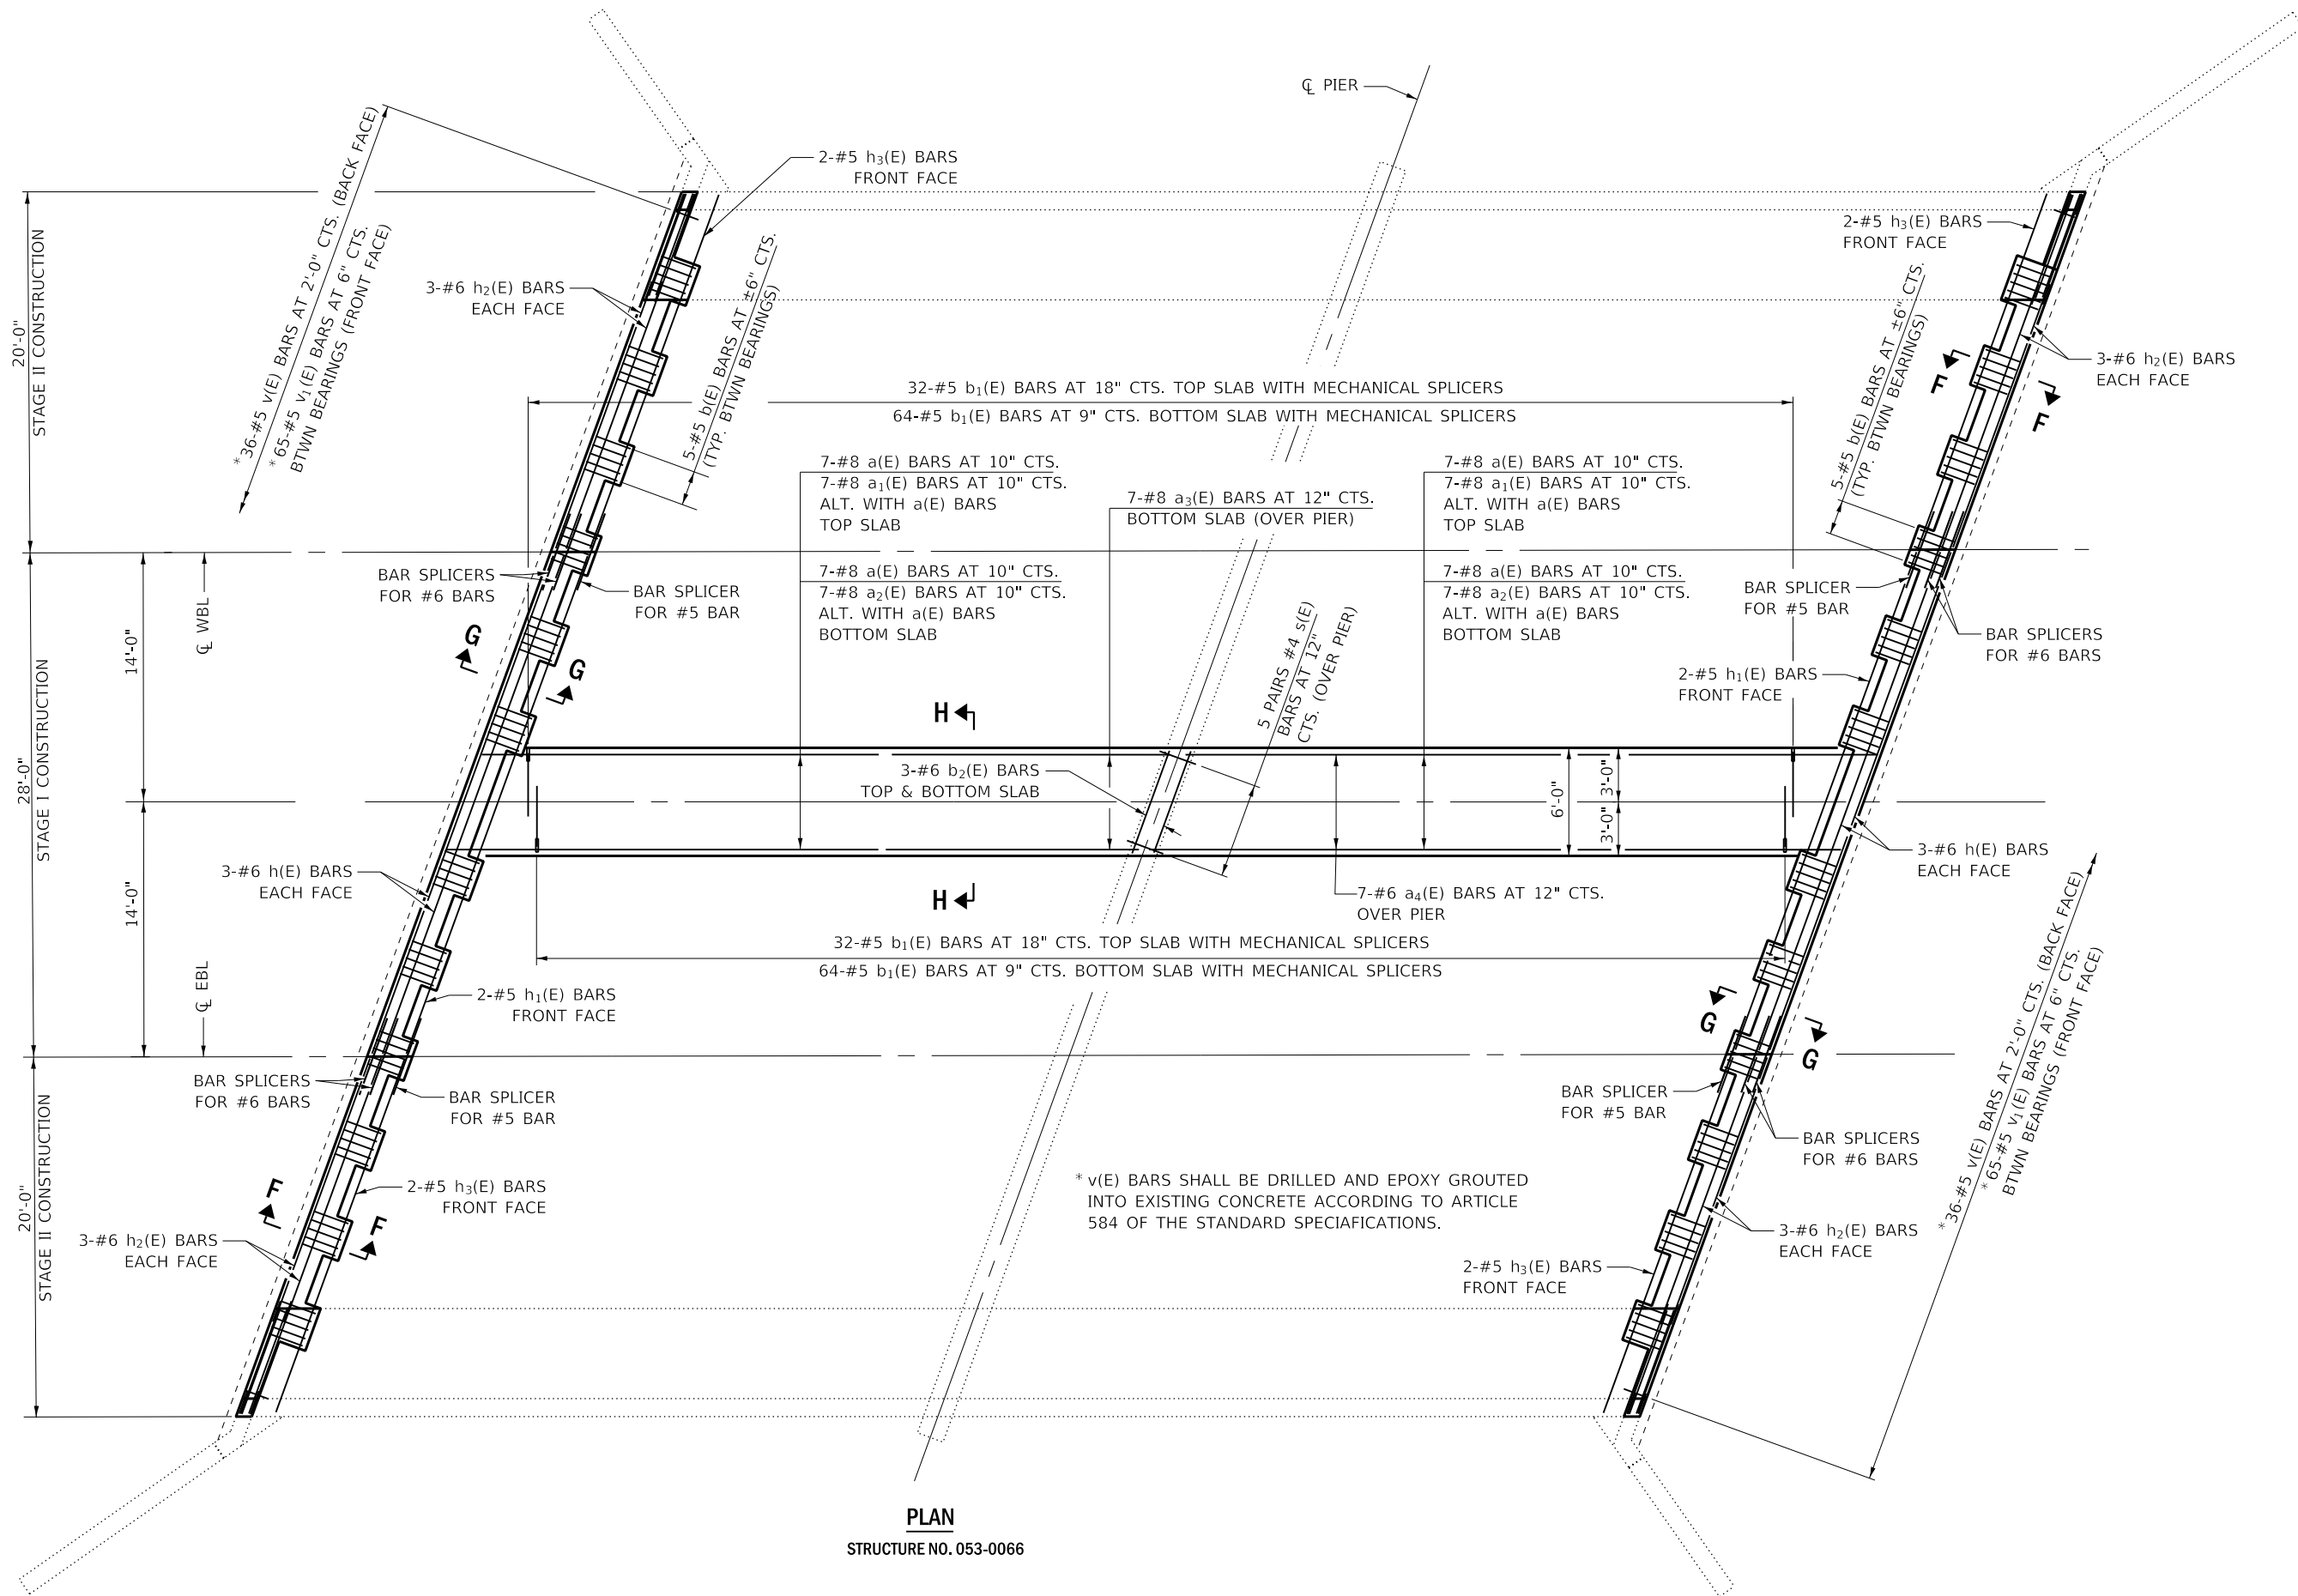 ℄ PIER
2-#5 h₃(E) BARS
FRONT FACE
*36-#5 v(E) BARS AT 2'-0" CTS. (BACK FACE)
*65-#5 v₁(E) BARS AT 6" CTS.
BTWN BEARINGS (FRONT FACE)
2-#5 h₃(E) BARS
FRONT FACE
20'-0"
STAGE II CONSTRUCTION
3-#6 h₂(E) BARS
EACH FACE
5-#5 b(E) BARS AT ±6" CTS.
(TYP. BTWN BEARINGS)
5-#5 b(E) BARS AT ±6" CTS.
(TYP. BTWN BEARINGS)
F
F
3-#6 h₂(E) BARS
EACH FACE
32-#5 b₁(E) BARS AT 18" CTS. TOP SLAB WITH MECHANICAL SPLICERS
64-#5 b₁(E) BARS AT 9" CTS. BOTTOM SLAB WITH MECHANICAL SPLICERS
7-#8 a(E) BARS AT 10" CTS.
7-#8 a₁(E) BARS AT 10" CTS.
ALT. WITH a(E) BARS
TOP SLAB
7-#8 a₃(E) BARS AT 12" CTS.
BOTTOM SLAB (OVER PIER)
7-#8 a(E) BARS AT 10" CTS.
7-#8 a₁(E) BARS AT 10" CTS.
ALT. WITH a(E) BARS
TOP SLAB
7-#8 a(E) BARS AT 10" CTS.
7-#8 a₂(E) BARS AT 10" CTS.
ALT. WITH a(E) BARS
BOTTOM SLAB
7-#8 a(E) BARS AT 10" CTS.
7-#8 a₂(E) BARS AT 10" CTS.
ALT. WITH a(E) BARS
BOTTOM SLAB
BAR SPLICERS
FOR #6 BARS
BAR SPLICER
FOR #5 BAR
BAR SPLICER
FOR #5 BAR
BAR SPLICERS
FOR #6 BARS
28'-0"
STAGE I CONSTRUCTION
14'-0"
℄ WBL
G
G
5 PAIRS #4 s(E)
BARS AT 12"
CTS. (OVER PIER)
2-#5 h₁(E) BARS
FRONT FACE
H
3-#6 b₂(E) BARS
TOP & BOTTOM SLAB
6'-0"
3'-0"
3'-0"
3-#6 h(E) BARS
EACH FACE
3-#6 h(E) BARS
EACH FACE
14'-0"
H
7-#6 a₄(E) BARS AT 12" CTS.
OVER PIER
32-#5 b₁(E) BARS AT 18" CTS. TOP SLAB WITH MECHANICAL SPLICERS
64-#5 b₁(E) BARS AT 9" CTS. BOTTOM SLAB WITH MECHANICAL SPLICERS
℄ EBL
2-#5 h₁(E) BARS
FRONT FACE
G
G
*36-#5 v(E) BARS AT 2'-0" CTS. (BACK FACE)
*65-#5 v₁(E) BARS AT 6" CTS.
BTWN BEARINGS (FRONT FACE)
BAR SPLICERS
FOR #6 BARS
BAR SPLICER
FOR #5 BAR
BAR SPLICER
FOR #5 BAR
BAR SPLICERS
FOR #6 BARS
20'-0"
STAGE II CONSTRUCTION
F
F
2-#5 h₃(E) BARS
FRONT FACE
* v(E) BARS SHALL BE DRILLED AND EPOXY GROUTED
INTO EXISTING CONCRETE ACCORDING TO ARTICLE
584 OF THE STANDARD SPECIAFICATIONS.
3-#6 h₂(E) BARS
EACH FACE
3-#6 h₂(E) BARS
EACH FACE
2-#5 h₃(E) BARS
FRONT FACE
PLAN
STRUCTURE NO. 053-0066